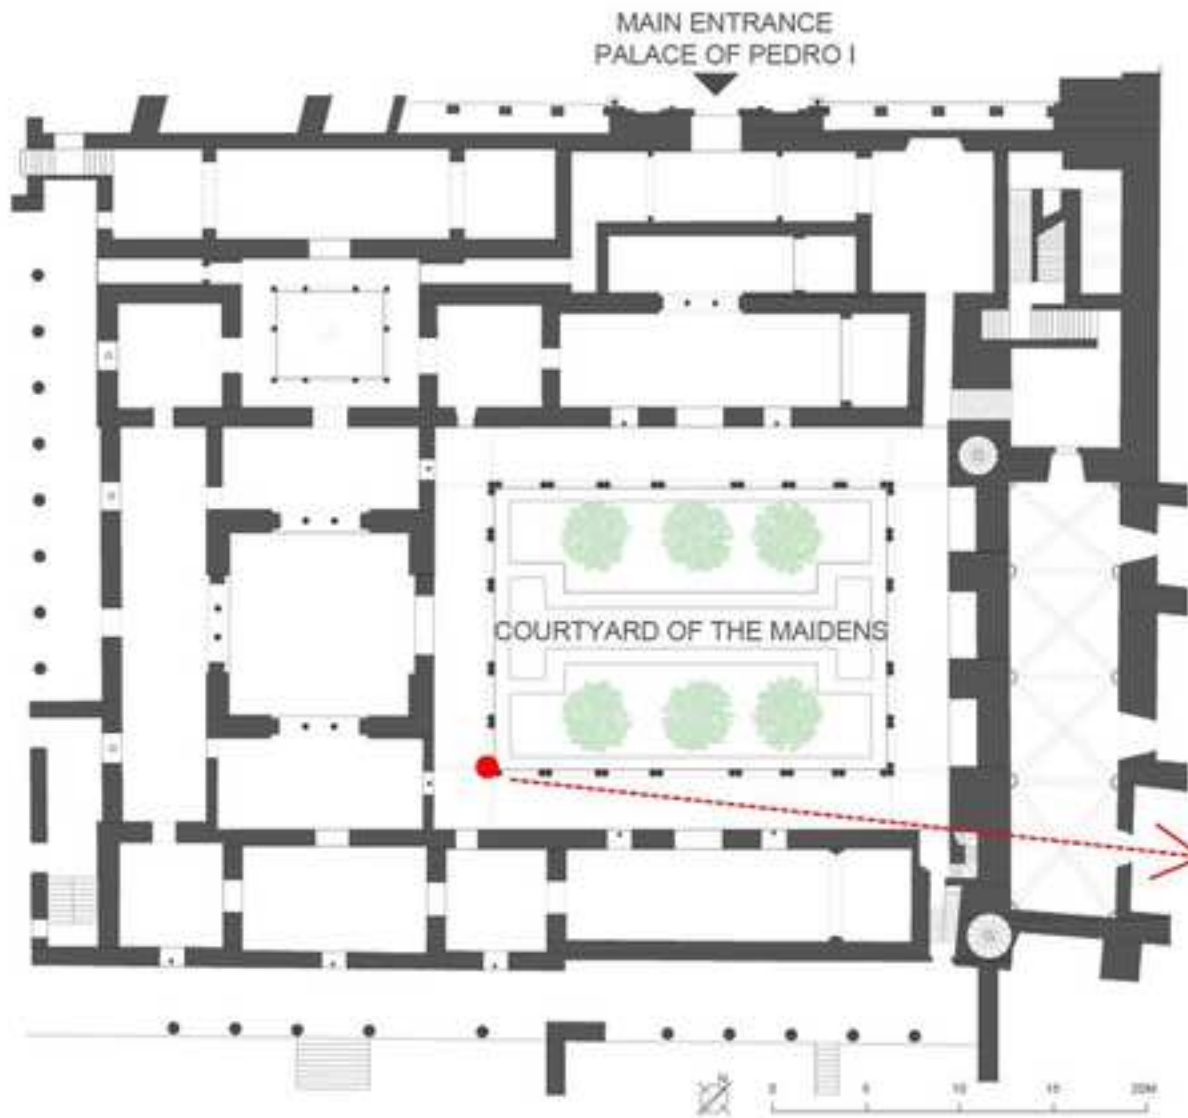 MAIN ENTRANCE
PALACE OF PEDRO I
COURTYARD OF THE MAIDENS
N
0 5 10 15 20M